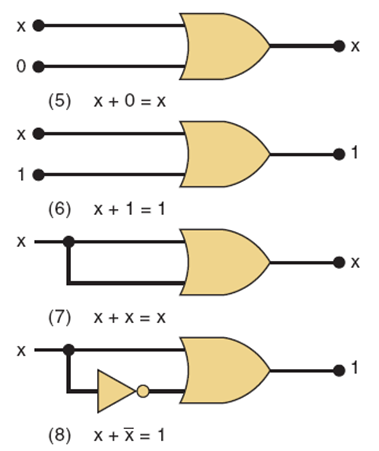 x x
0
(5) x + 0 = x
x 1
1
(6) x + 1 = 1
x x
(7) x + x = x
x 1
(8) x + x̅ = 1